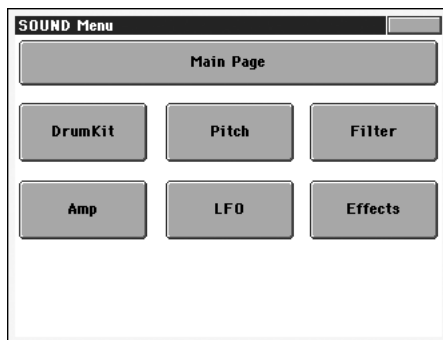 SOUND Menu
Main Page
DrumKit Pitch Filter
Amp LFO Effects